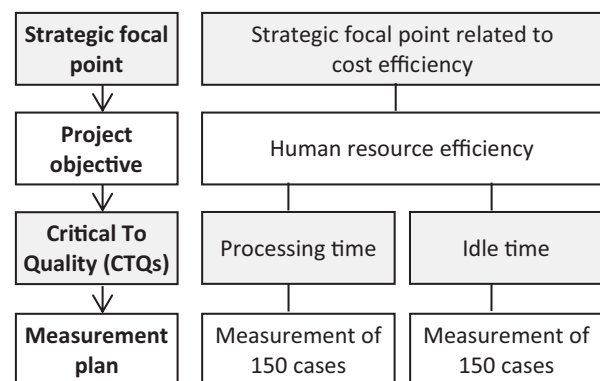 Strategic focal
point
Strategic focal point related to
cost efficiency
Project
objective
Human resource efficiency
Critical To
Quality (CTQs)
Processing time
Idle time
Measurement
plan
Measurement of
150 cases
Measurement of
150 cases